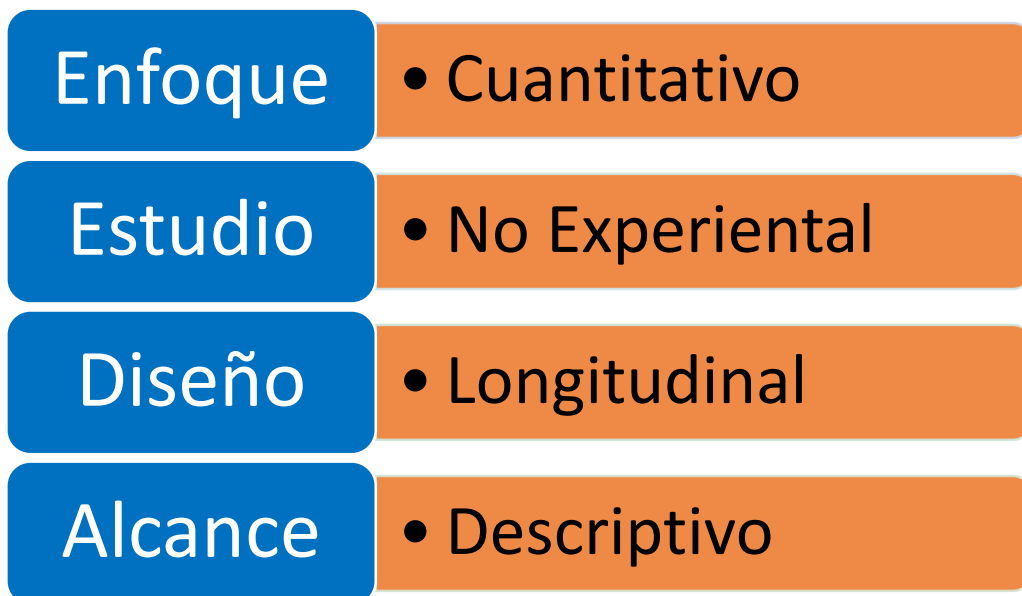 Enfoque
• Cuantitativo
Estudio
• No Experiental
Diseño
• Longitudinal
Alcance
• Descriptivo